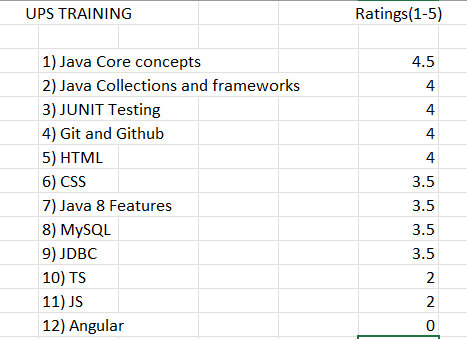 UPS TRAINING Ratings(1-5)
1) Java Core concepts 4.5
2) Java Collections and frameworks 4
3) JUNIT Testing 4
4) Git and Github 4
5) HTML 4
6) CSS 3.5
7) Java 8 Features 3.5
8) MySQL 3.5
9) JDBC 3.5
10) TS 2
11) JS 2
12) Angular 0